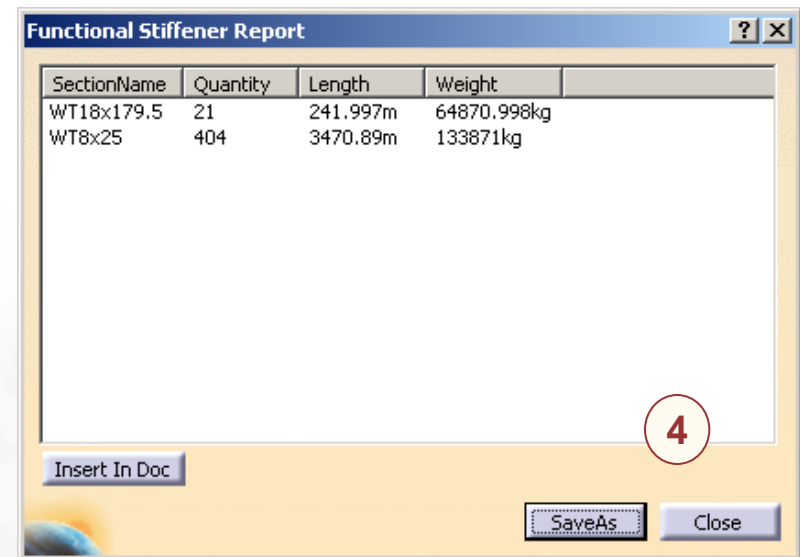 Functional Stiffener Report ? X
SectionName Quantity Length Weight
WT18x179.5 21 241.997m 64870.998kg
WT8x25 404 3470.89m 133871kg
4
Insert In Doc
SaveAs Close